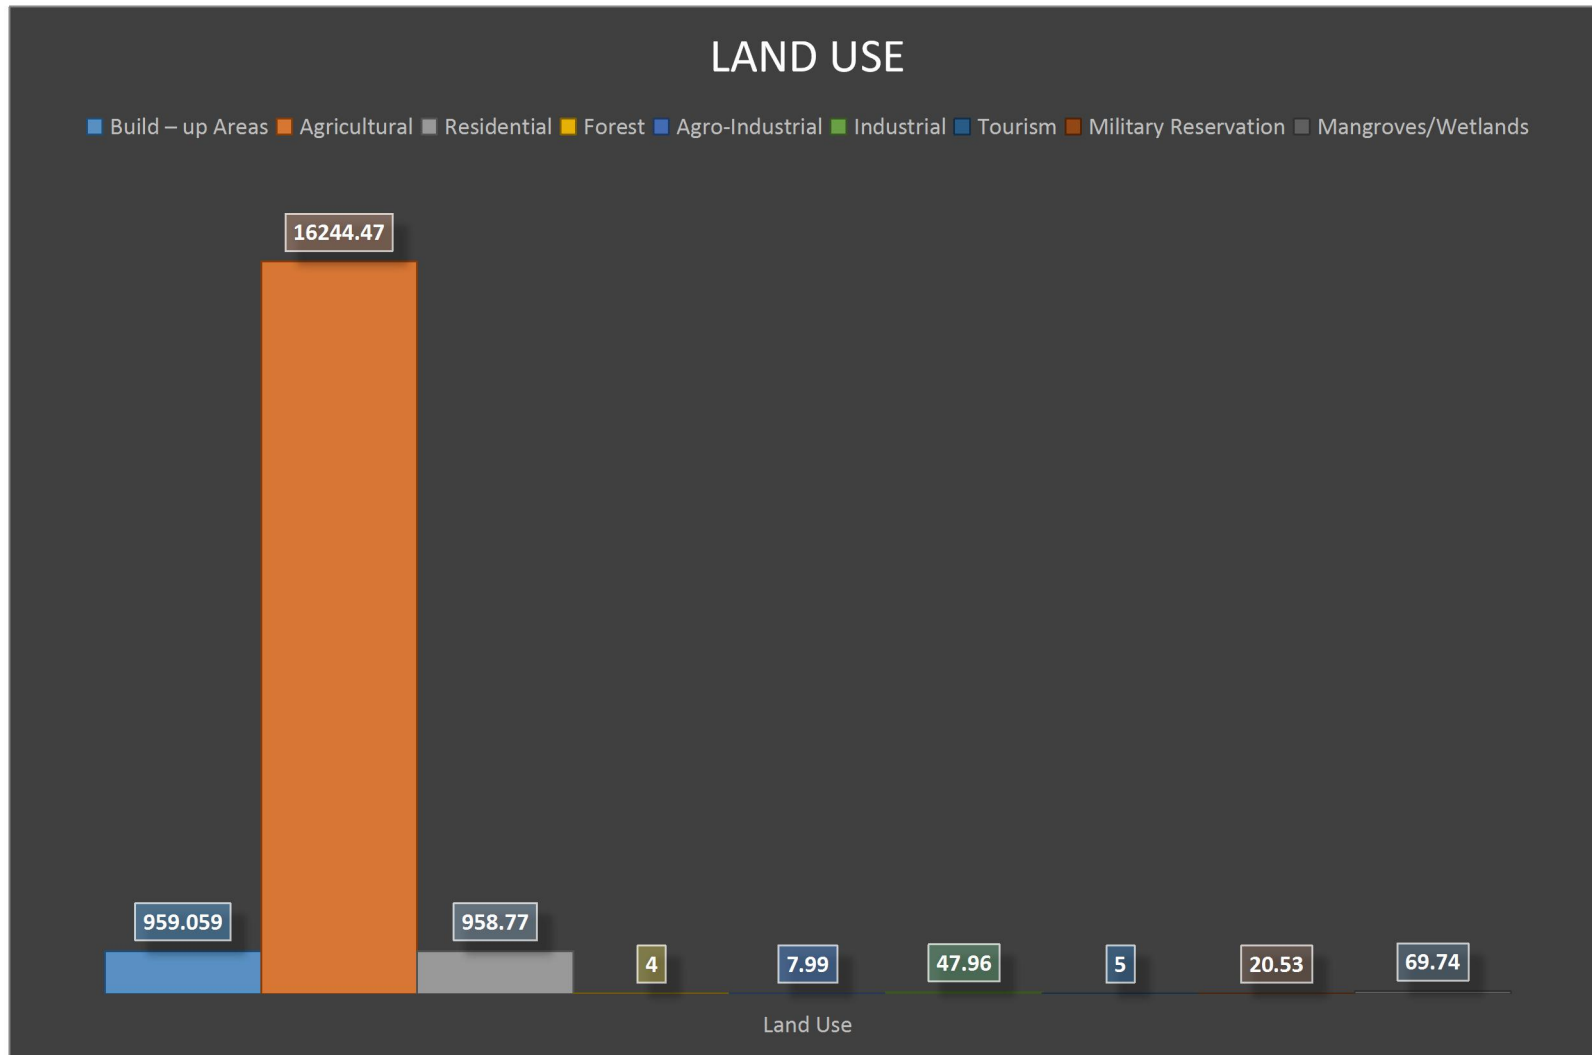 LAND USE
Build – up Areas Agricultural Residential Forest Agro-Industrial Industrial Tourism Military Reservation Mangroves/Wetlands
16244.47
959.059 958.77
4 7.99 47.96 5 20.53 69.74
Land Use